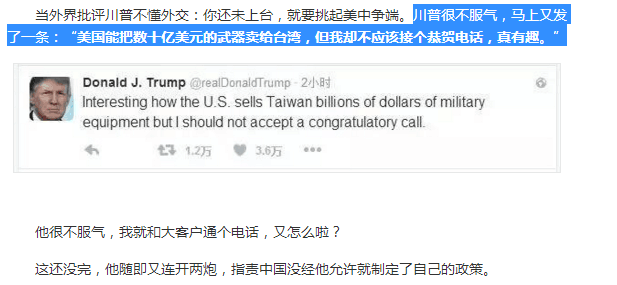 当外界批评川普不懂外交：你还未上台，就要挑起美中争端。川普很不服气，马上又发
了一条：“美国能把数十亿美元的武器卖给台湾，但我却不应该接个恭贺电话，真有趣。”
Donald J. Trump @realDonaldTrump · 2小时
Interesting how the U.S. sells Taiwan billions of dollars of military
equipment but I should not accept a congratulatory call.
1.2万 3.6万
他很不服气，我就和大客户通个电话，又怎么啦？
这还没完，他随即又连开两炮，指责中国没经他允许就制定了自己的政策。